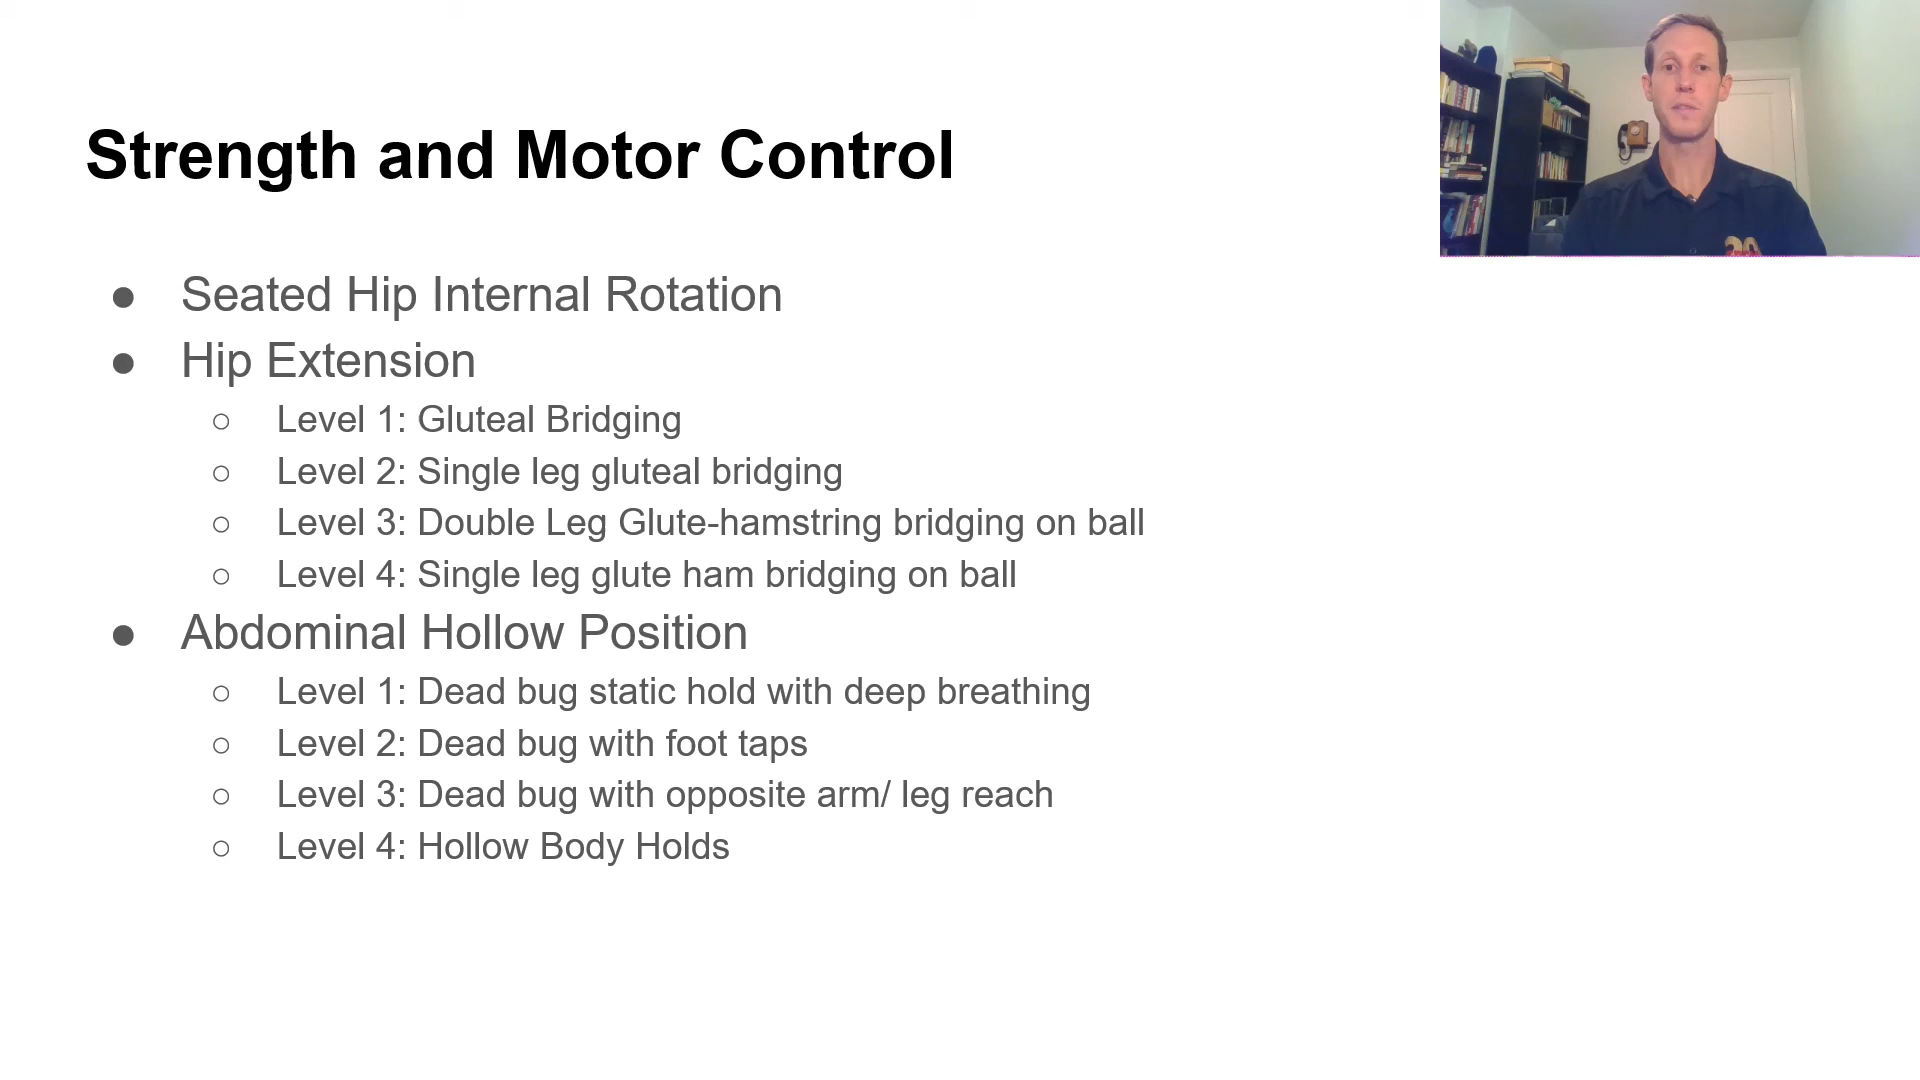 Strength and Motor Control
● Seated Hip Internal Rotation
● Hip Extension
○ Level 1: Gluteal Bridging
○ Level 2: Single leg gluteal bridging
○ Level 3: Double Leg Glute-hamstring bridging on ball
○ Level 4: Single leg glute ham bridging on ball
● Abdominal Hollow Position
○ Level 1: Dead bug static hold with deep breathing
○ Level 2: Dead bug with foot taps
○ Level 3: Dead bug with opposite arm/ leg reach
○ Level 4: Hollow Body Holds